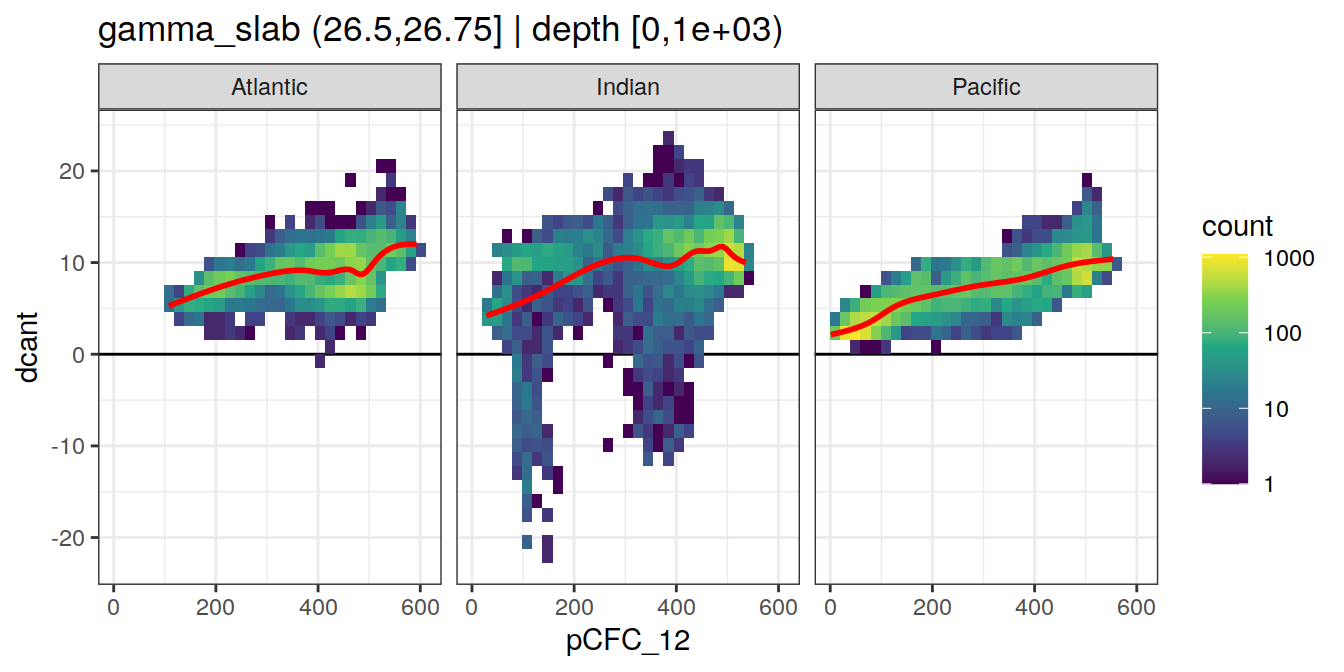 gamma_slab (26.5,26.75] | depth [0,1e+03)
Atlantic Indian Pacific
dcant
20
10
0
-10
-20
0 200 400 600 0 200 400 600 0 200 400 600
pCFC_12
count
1000
100
10
1